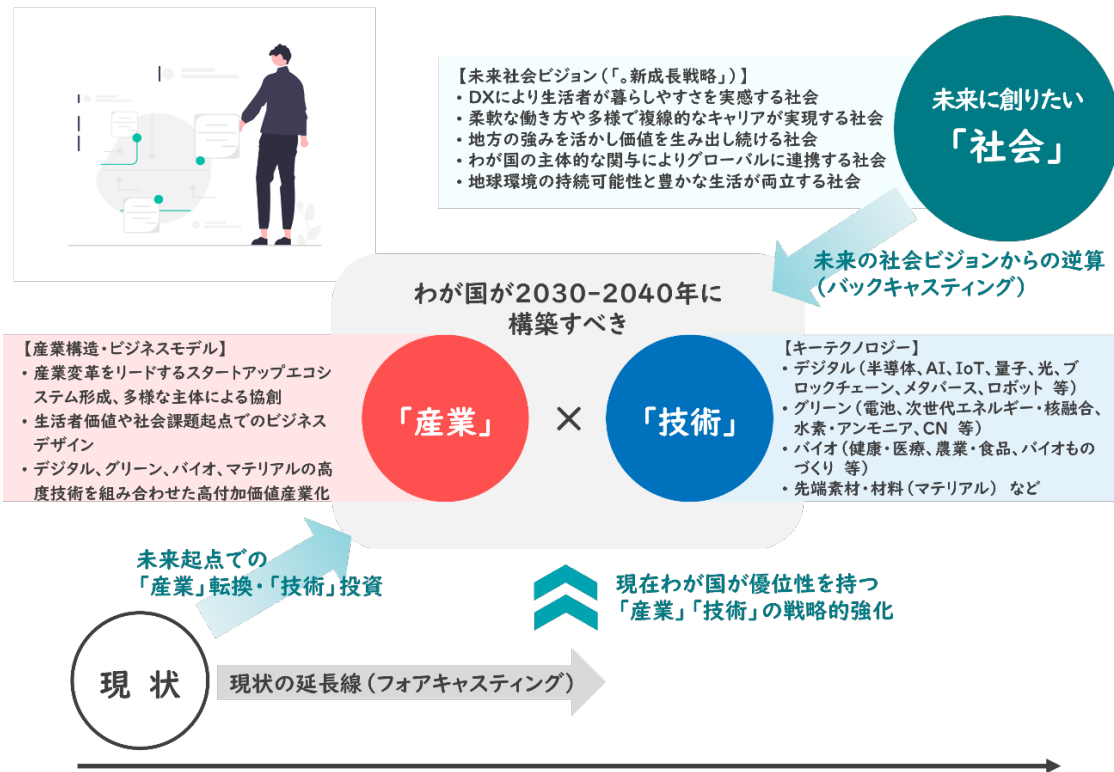 【未来社会ビジョン(「。新成長戦略」)】
・DXにより生活者が暮らしやすさを実感する社会
・柔軟な働き方や多様で複線的なキャリアが実現する社会
・地方の強みを活かし価値を生み出し続ける社会
・わが国の主体的な関与によりグローバルに連携する社会
・地球環境の持続可能性と豊かな生活が両立する社会
未来に創りたい
「社会」
未来の社会ビジョンからの逆算
(バックキャスティング)
わが国が2030-2040年に
構築すべき
【産業構造・ビジネスモデル】
・産業変革をリードするスタートアップエコシ
ステム形成、多様な主体による協創
・生活者価値や社会課題起点でのビジネス
デザイン
・デジタル、グリーン、バイオ、マテリアルの高
度技術を組み合わせた高付加価値産業化
「産業」
×
「技術」
【キーテクノロジー】
・デジタル(半導体、AI、IoT、量子、光、ブ
ロックチェーン、メタバース、ロボット 等)
・グリーン(電池、次世代エネルギー・核融合、
水素・アンモニア、CN 等)
・バイオ(健康・医療、農業・食品、バイオもの
づくり 等)
・先端素材・材料(マテリアル) など
未来起点での
「産業」転換・「技術」投資
現在わが国が優位性を持つ
「産業」「技術」の戦略的強化
現 状
現状の延長線(フォアキャスティング)